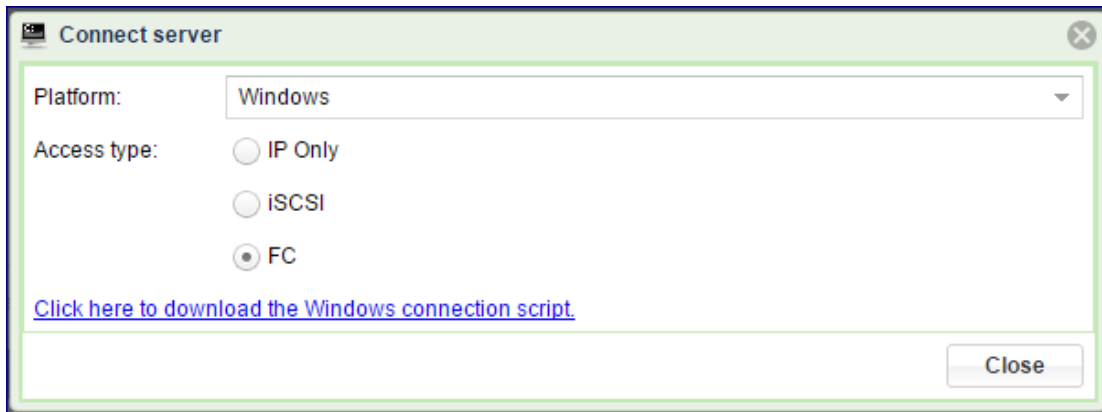 Connect server
Platform: Windows
Access type: IP Only
iSCSI
FC
Click here to download the Windows connection script.
Close